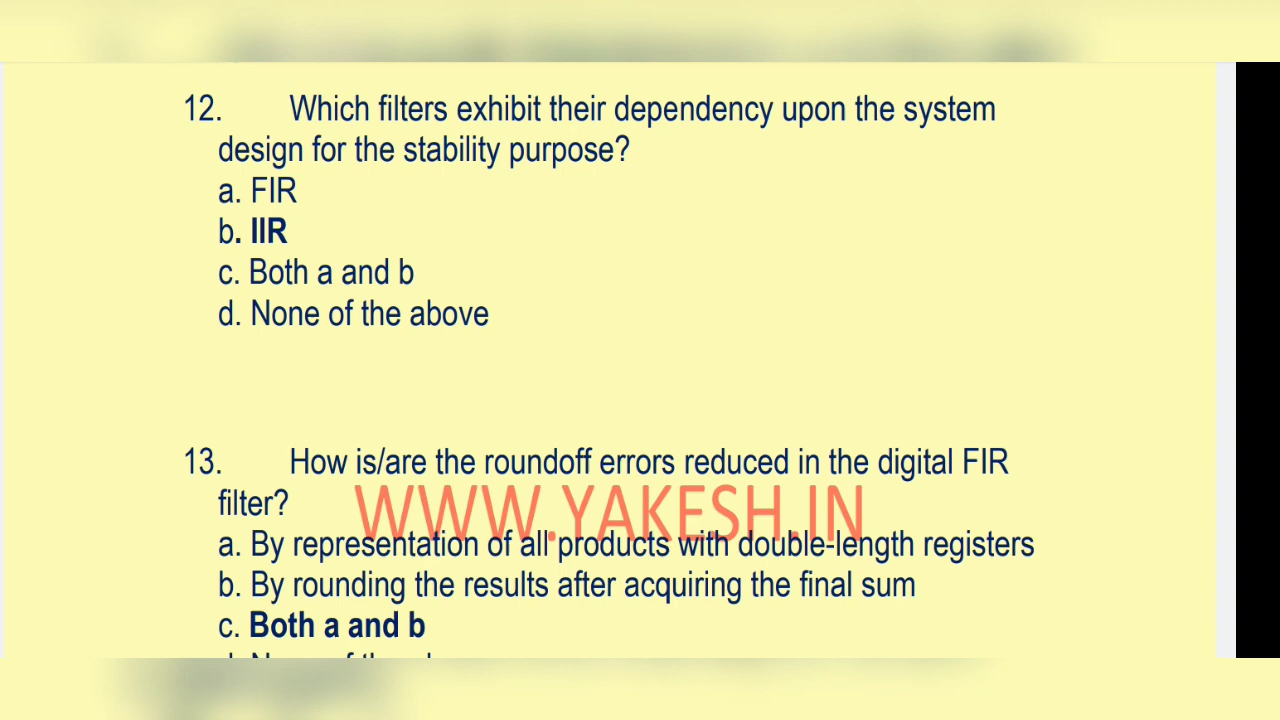 12. Which filters exhibit their dependency upon the system
design for the stability purpose?
a. FIR
b. IIR
c. Both a and b
d. None of the above
13. How is/are the roundoff errors reduced in the digital FIR
filter?
WWW.YAKESH.IN
a. By representation of all products with double-length registers
b. By rounding the results after acquiring the final sum
c. Both a and b